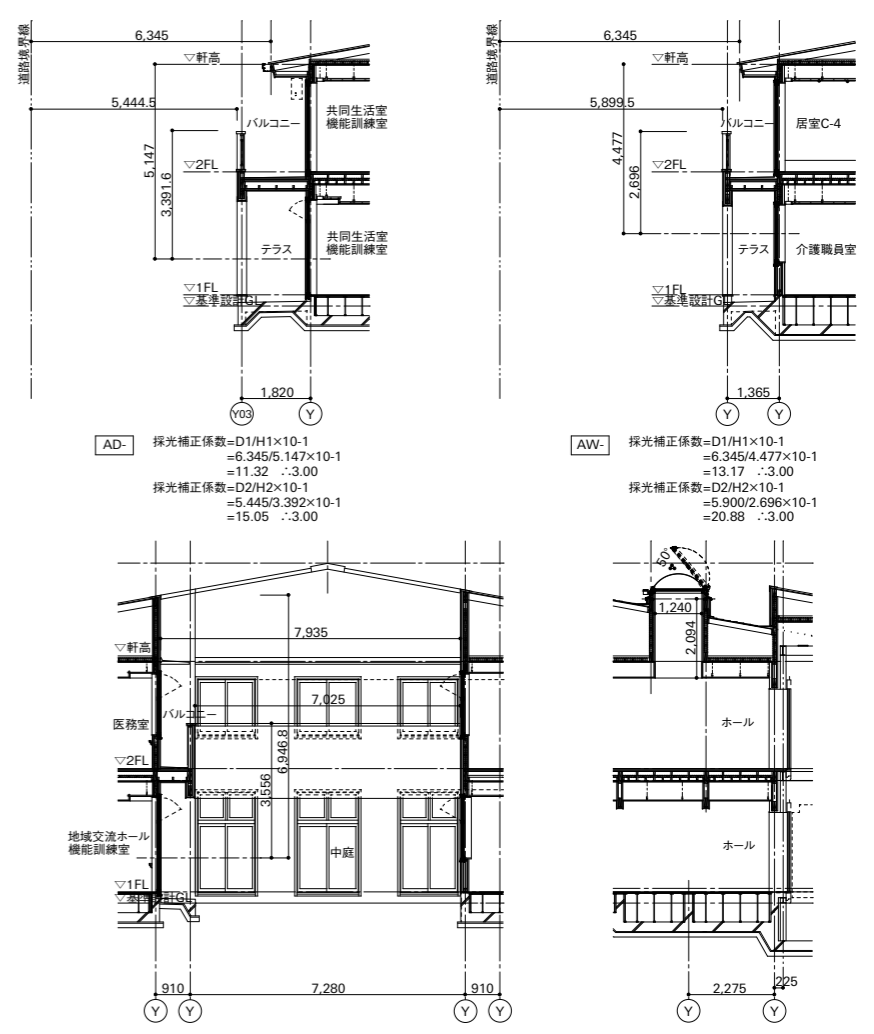 道路境界線
6,345
▽軒高
5,444.5
バルコニー
共同生活室
機能訓練室
5,147
3,391.6
▽2FL
テラス
共同生活室
機能訓練室
▽1FL
▽基準設計GL
1,820
Y03
Y
道路境界線
6,345
▽軒高
5,899.5
バルコニー
居室C-4
4,477
2,696
▽2FL
テラス
介護職員室
▽1FL
▽基準設計GL
1,365
Y
Y
AD-
採光補正係数=D1/H1×10-1
=6.345/5.147×10-1
=11.32 ∴3.00
採光補正係数=D2/H2×10-1
=5.445/3.392×10-1
=15.05 ∴3.00
AW-
採光補正係数=D1/H1×10-1
=6.345/4.477×10-1
=13.17 ∴3.00
採光補正係数=D2/H2×10-1
=5.900/2.696×10-1
=20.88 ∴3.00
7,935
▽軒高
7,025
バルコニー
医務室
6,946.8
3,556
▽2FL
地域交流ホール
機能訓練室
中庭
▽1FL
▽基準設計GL
910
7,280
910
Y
Y
Y
Y
50°
1,240
2,094
ホール
ホール
225
2,275
Y
Y